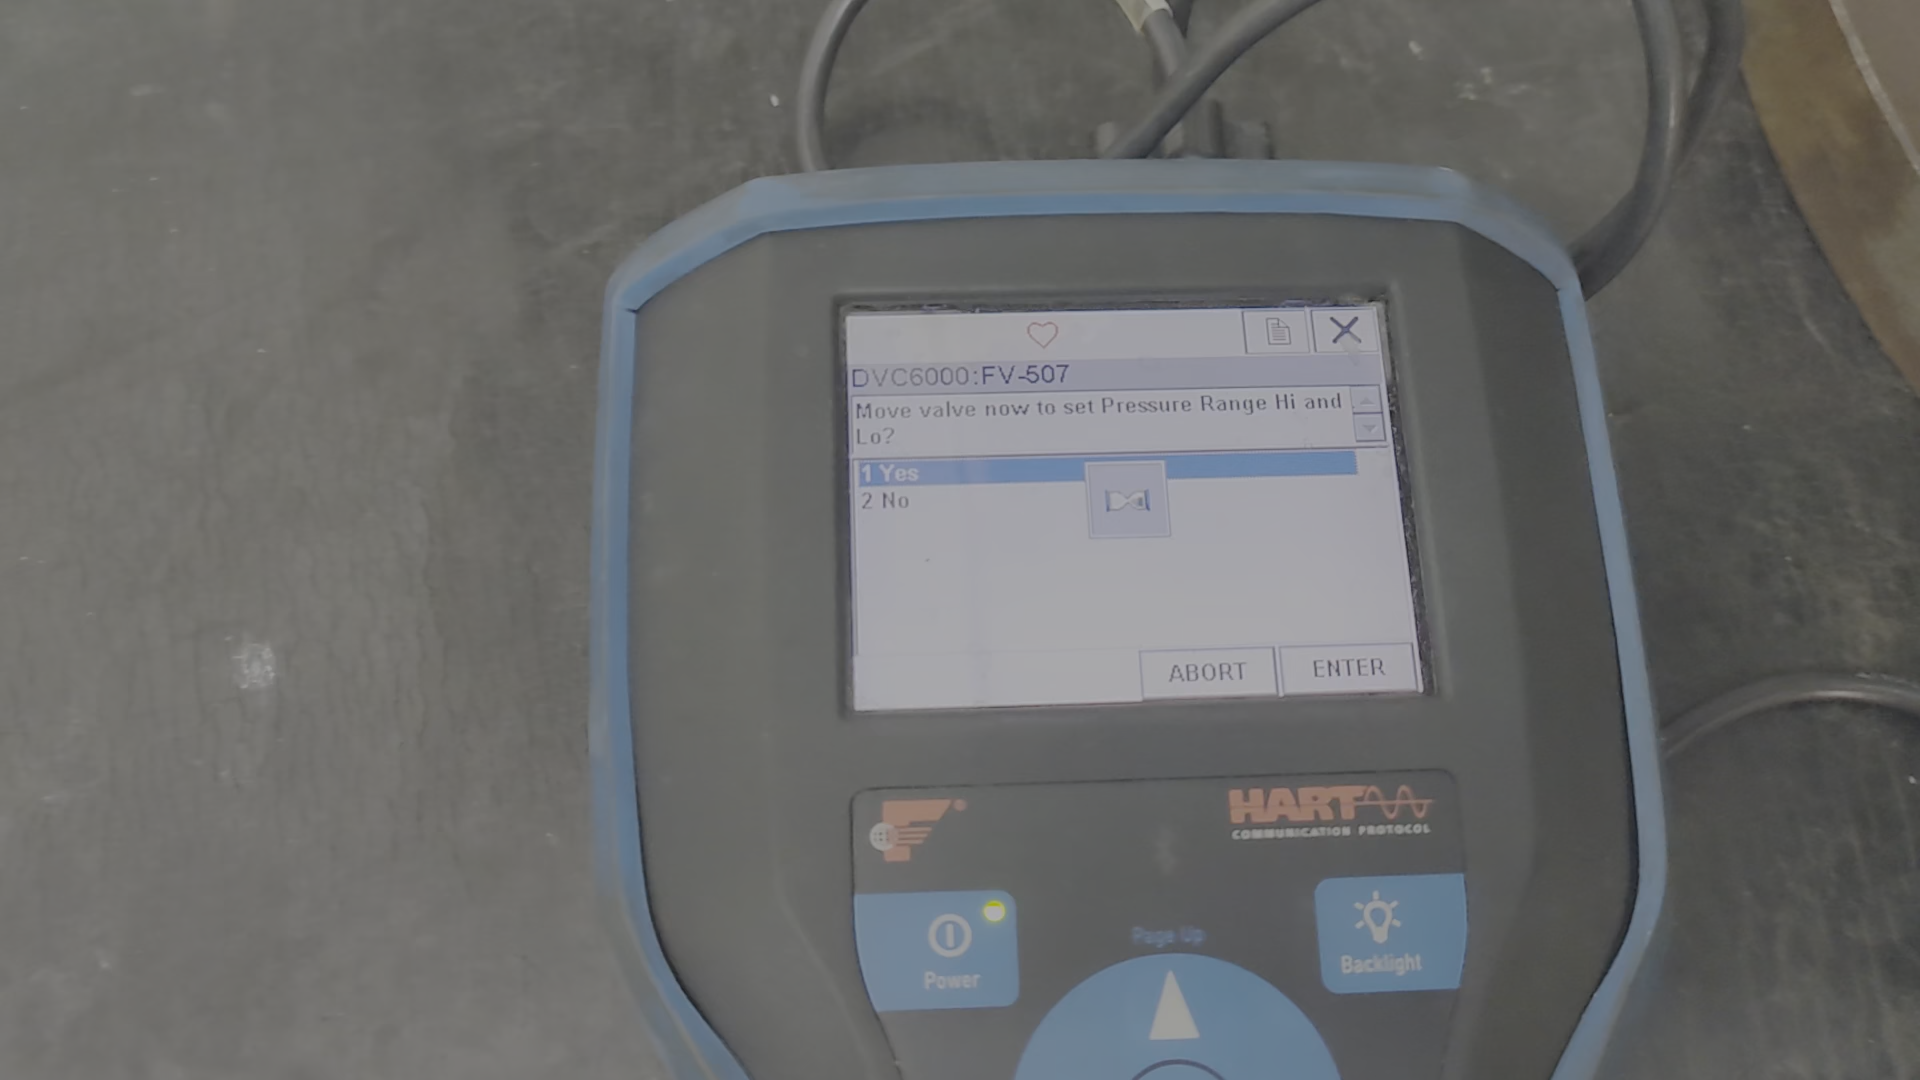 DVC6000:FV-507
Move valve now to set Pressure Range Hi and
Lo?
1 Yes
2 No
ABORT
ENTER
HART
COMMUNICATION PROTOCOL
Power
Page Up
Backlight